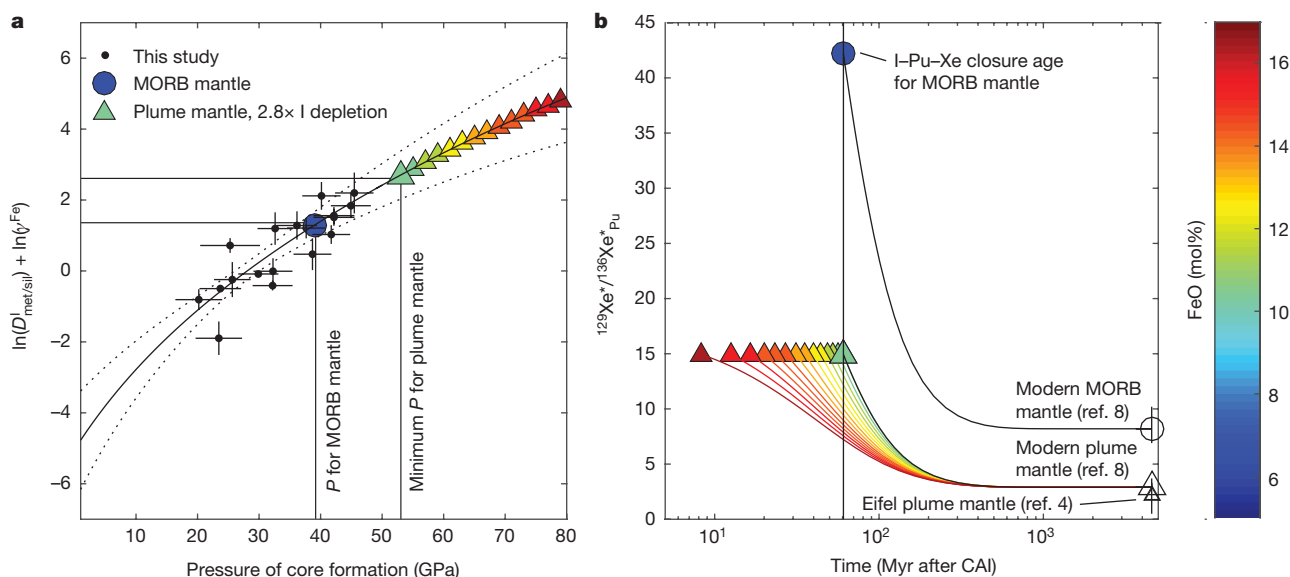 a
6
4
2
0
−2
−4
−6
ln(D^I_met/sil) + ln(γ^Fe)
This study
MORB mantle
Plume mantle, 2.8× I depletion
P for MORB mantle
Minimum P for plume mantle
0 10 20 30 40 50 60 70 80
Pressure of core formation (GPa)
b
45
40
35
30
25
20
15
10
5
0
¹²⁹Xe*/¹³⁶Xe*_Pu
I–Pu–Xe closure age
for MORB mantle
Modern MORB
mantle (ref. 8)
Modern plume
mantle (ref. 8)
Eifel plume mantle (ref. 4)
10¹ 10² 10³
Time (Myr after CAI)
16
14
12
10
8
6
FeO (mol%)